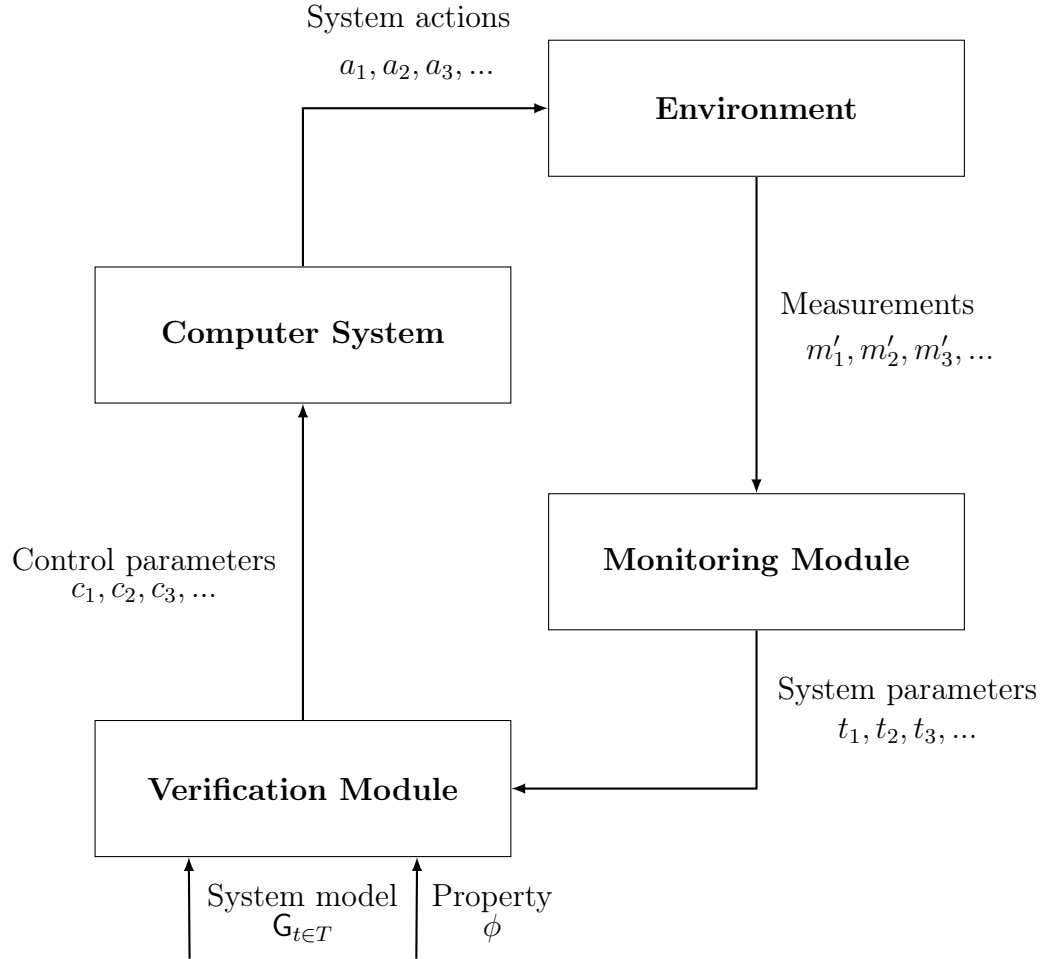 System actions
a₁, a₂, a₃, ...
Environment
Computer System
Measurements
m′₁, m′₂, m′₃, ...
Control parameters
c₁, c₂, c₃, ...
Monitoring Module
System parameters
t₁, t₂, t₃, ...
Verification Module
System model
G_{t∈T}
Property
ϕ